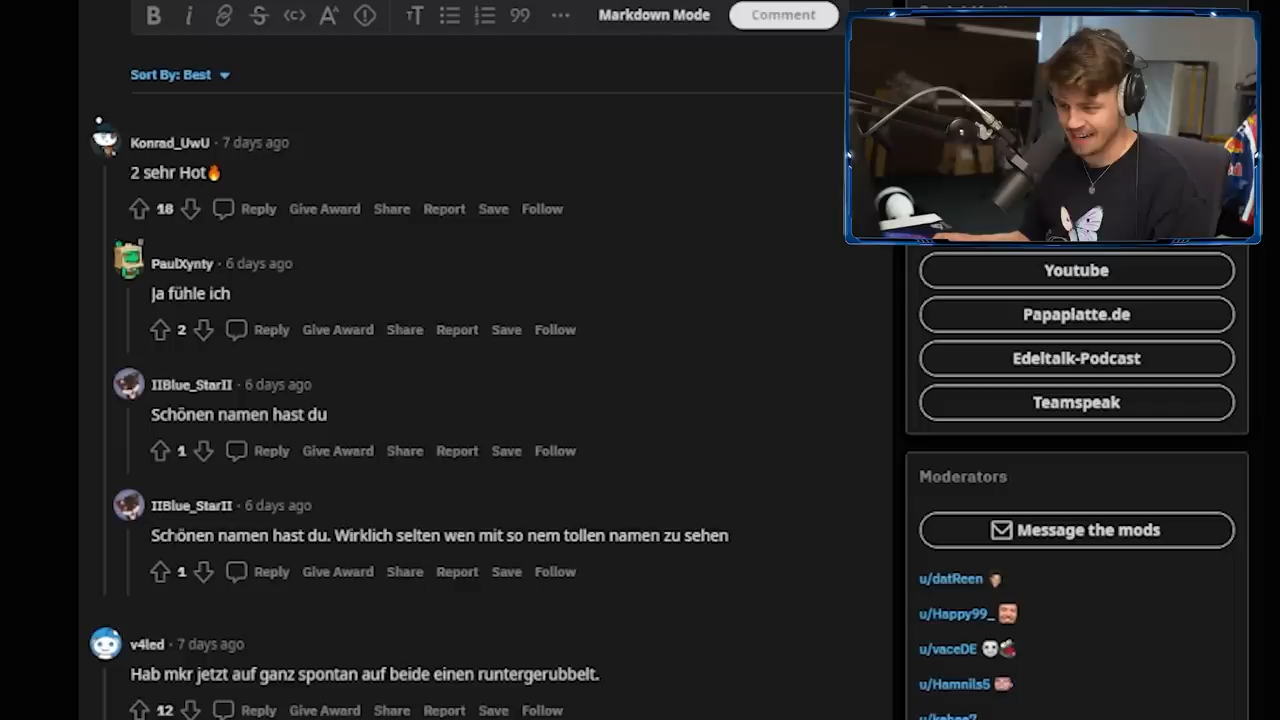 Markdown Mode
Comment
Sort By: Best
Konrad_UwU · 7 days ago
2 sehr Hot🔥
18 Reply Give Award Share Report Save Follow
PaulXynty · 6 days ago
Ja fühle ich
2 Reply Give Award Share Report Save Follow
IIBlue_StarII · 6 days ago
Schönen namen hast du
1 Reply Give Award Share Report Save Follow
IIBlue_StarII · 6 days ago
Schönen namen hast du. Wirklich selten wen mit so nem tollen namen zu sehen
1 Reply Give Award Share Report Save Follow
v4led · 7 days ago
Hab mkr jetzt auf ganz spontan auf beide einen runtergerubbelt.
12 Reply Give Award Share Report Save Follow
Youtube
Papaplatte.de
Edeltalk-Podcast
Teamspeak
Moderators
Message the mods
u/datReen
u/Happy99_
u/vaceDE
u/Hamnils5